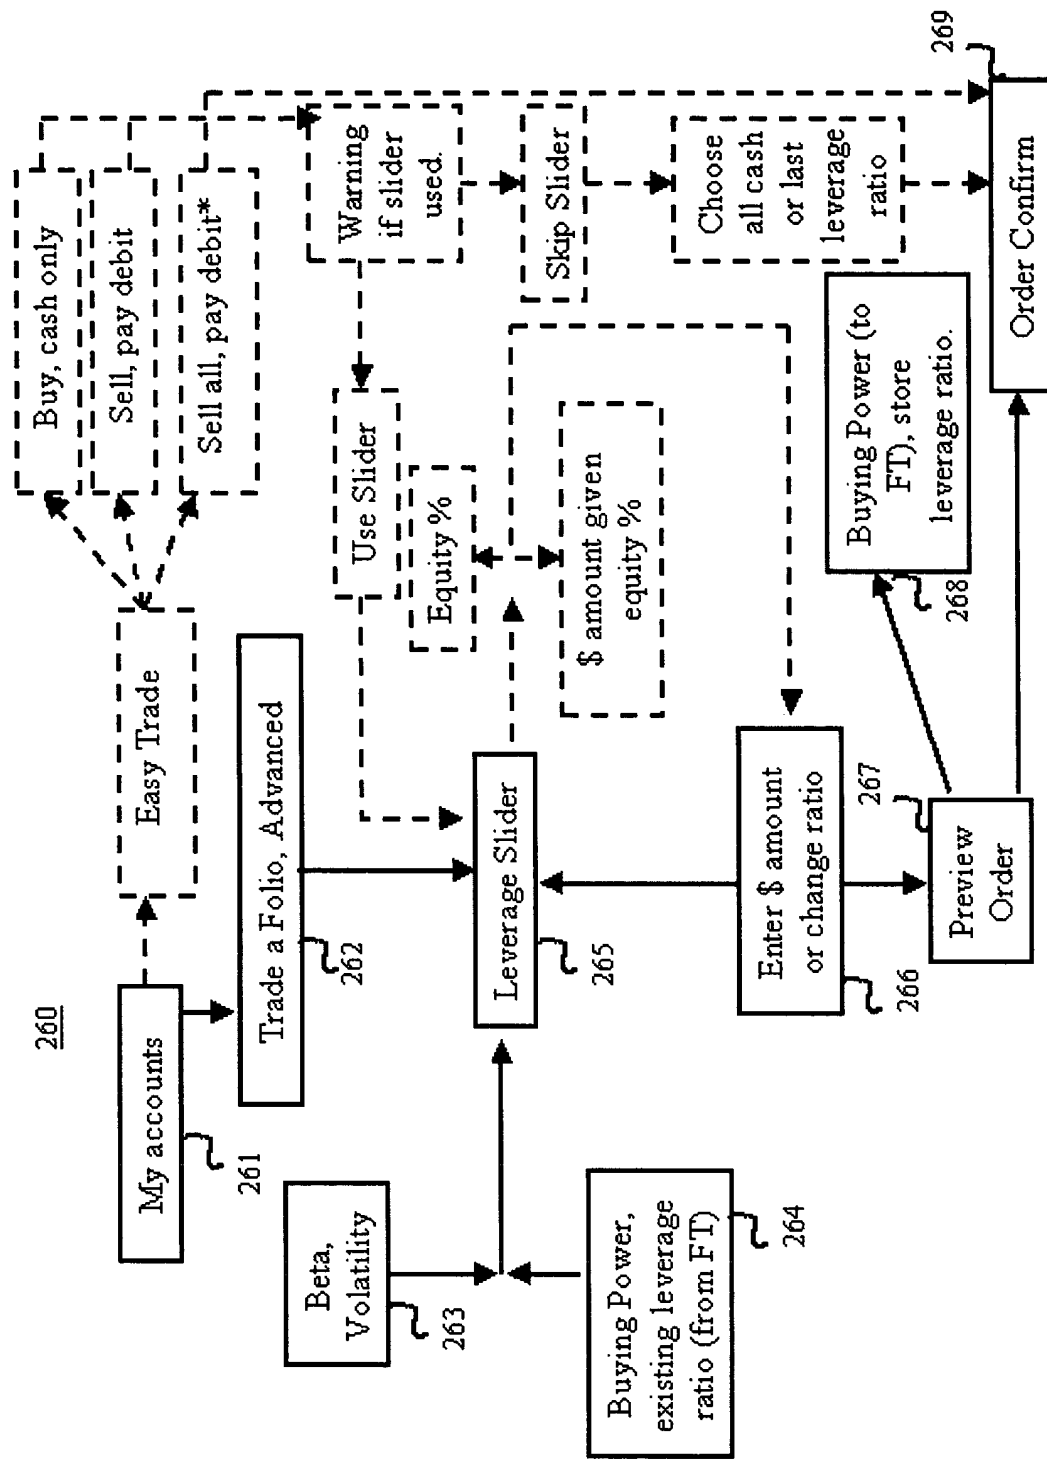 260
My accounts
261
Easy Trade
Buy, cash only
Sell, pay debit
Sell all, pay debit*
Trade a Folio, Advanced
262
Beta,
Volatility
263
Buying Power,
existing leverage
ratio (from FT)
264
Leverage Slider
265
Use Slider
Warning
if slider
used.
Equity %
$ amount given
equity %
Skip Slider
Choose
all cash
or last
leverage
ratio
Enter $ amount
or change ratio
266
Preview
Order
267
Buying Power (to
FT), store
leverage ratio.
268
Order Confirm
269